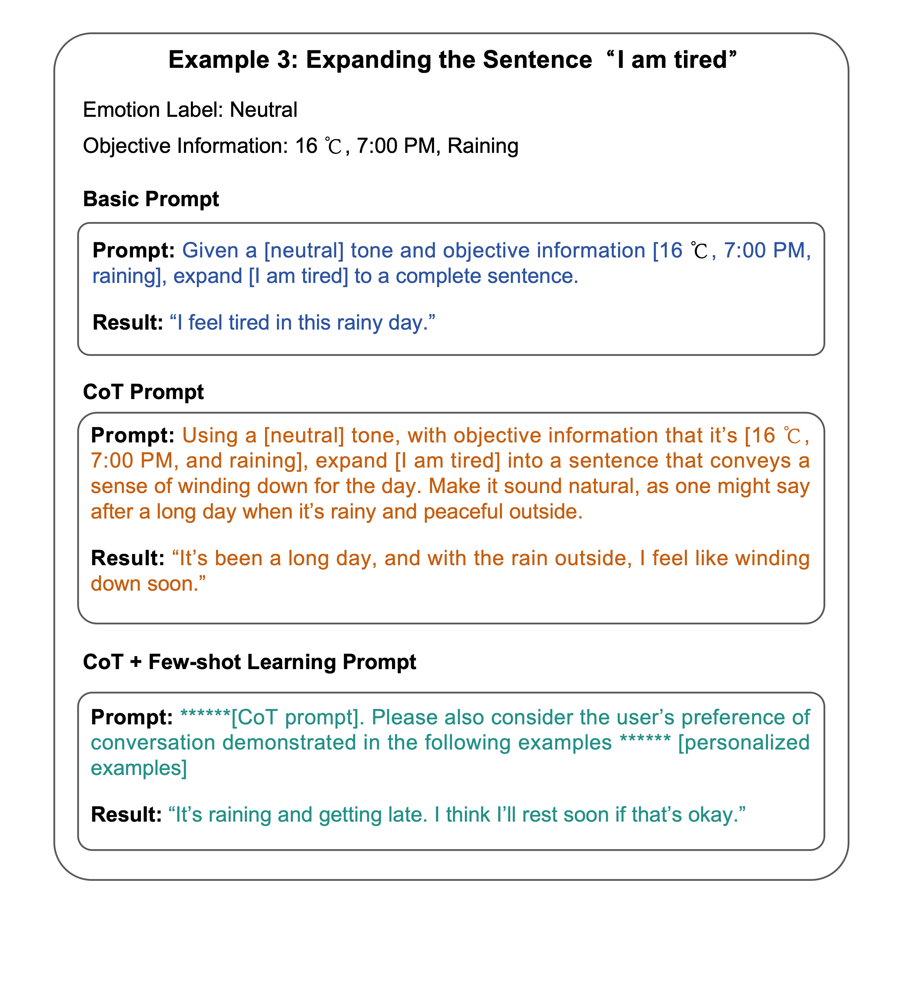 Example 3: Expanding the Sentence “I am tired”
Emotion Label: Neutral
Objective Information: 16 ℃, 7:00 PM, Raining
Basic Prompt
Prompt: Given a [neutral] tone and objective information [16 ℃, 7:00 PM,
raining], expand [I am tired] to a complete sentence.
Result: “I feel tired in this rainy day.”
CoT Prompt
Prompt: Using a [neutral] tone, with objective information that it’s [16 ℃,
7:00 PM, and raining], expand [I am tired] into a sentence that conveys a
sense of winding down for the day. Make it sound natural, as one might say
after a long day when it’s rainy and peaceful outside.
Result: “It’s been a long day, and with the rain outside, I feel like winding
down soon.”
CoT + Few-shot Learning Prompt
Prompt: ******[CoT prompt]. Please also consider the user’s preference of
conversation demonstrated in the following examples ****** [personalized
examples]
Result: “It’s raining and getting late. I think I’ll rest soon if that’s okay.”